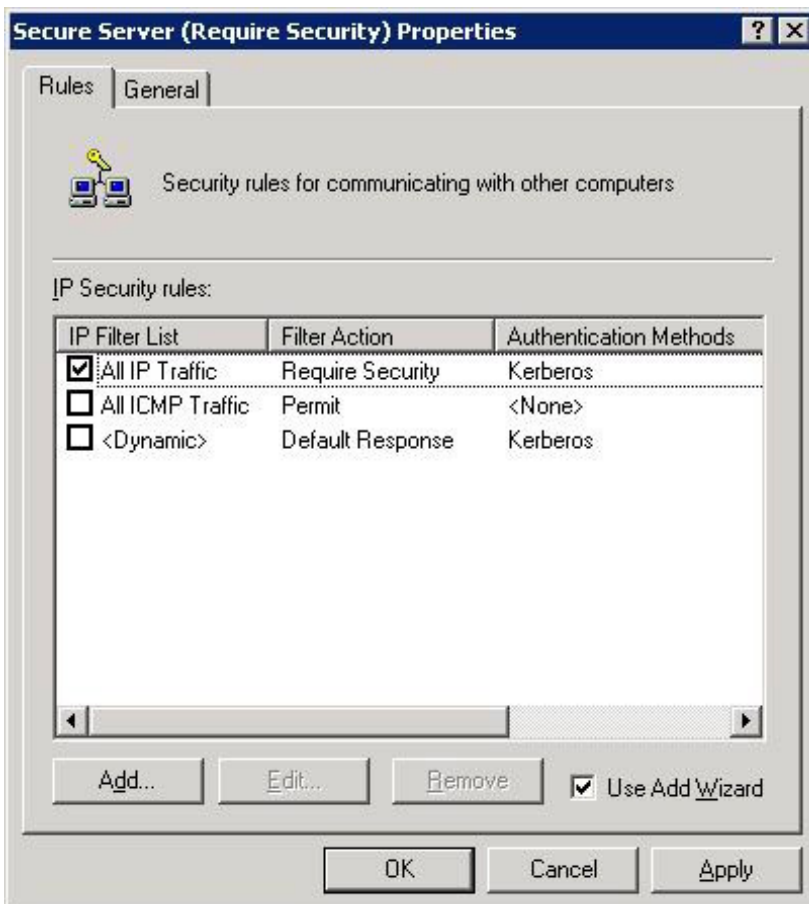 Secure Server (Require Security) Properties
Rules General
Security rules for communicating with other computers
IP Security rules:
IP Filter List Filter Action Authentication Methods
All IP Traffic Require Security Kerberos
All ICMP Traffic Permit <None>
<Dynamic> Default Response Kerberos
Add... Edit... Remove Use Add Wizard
OK Cancel Apply